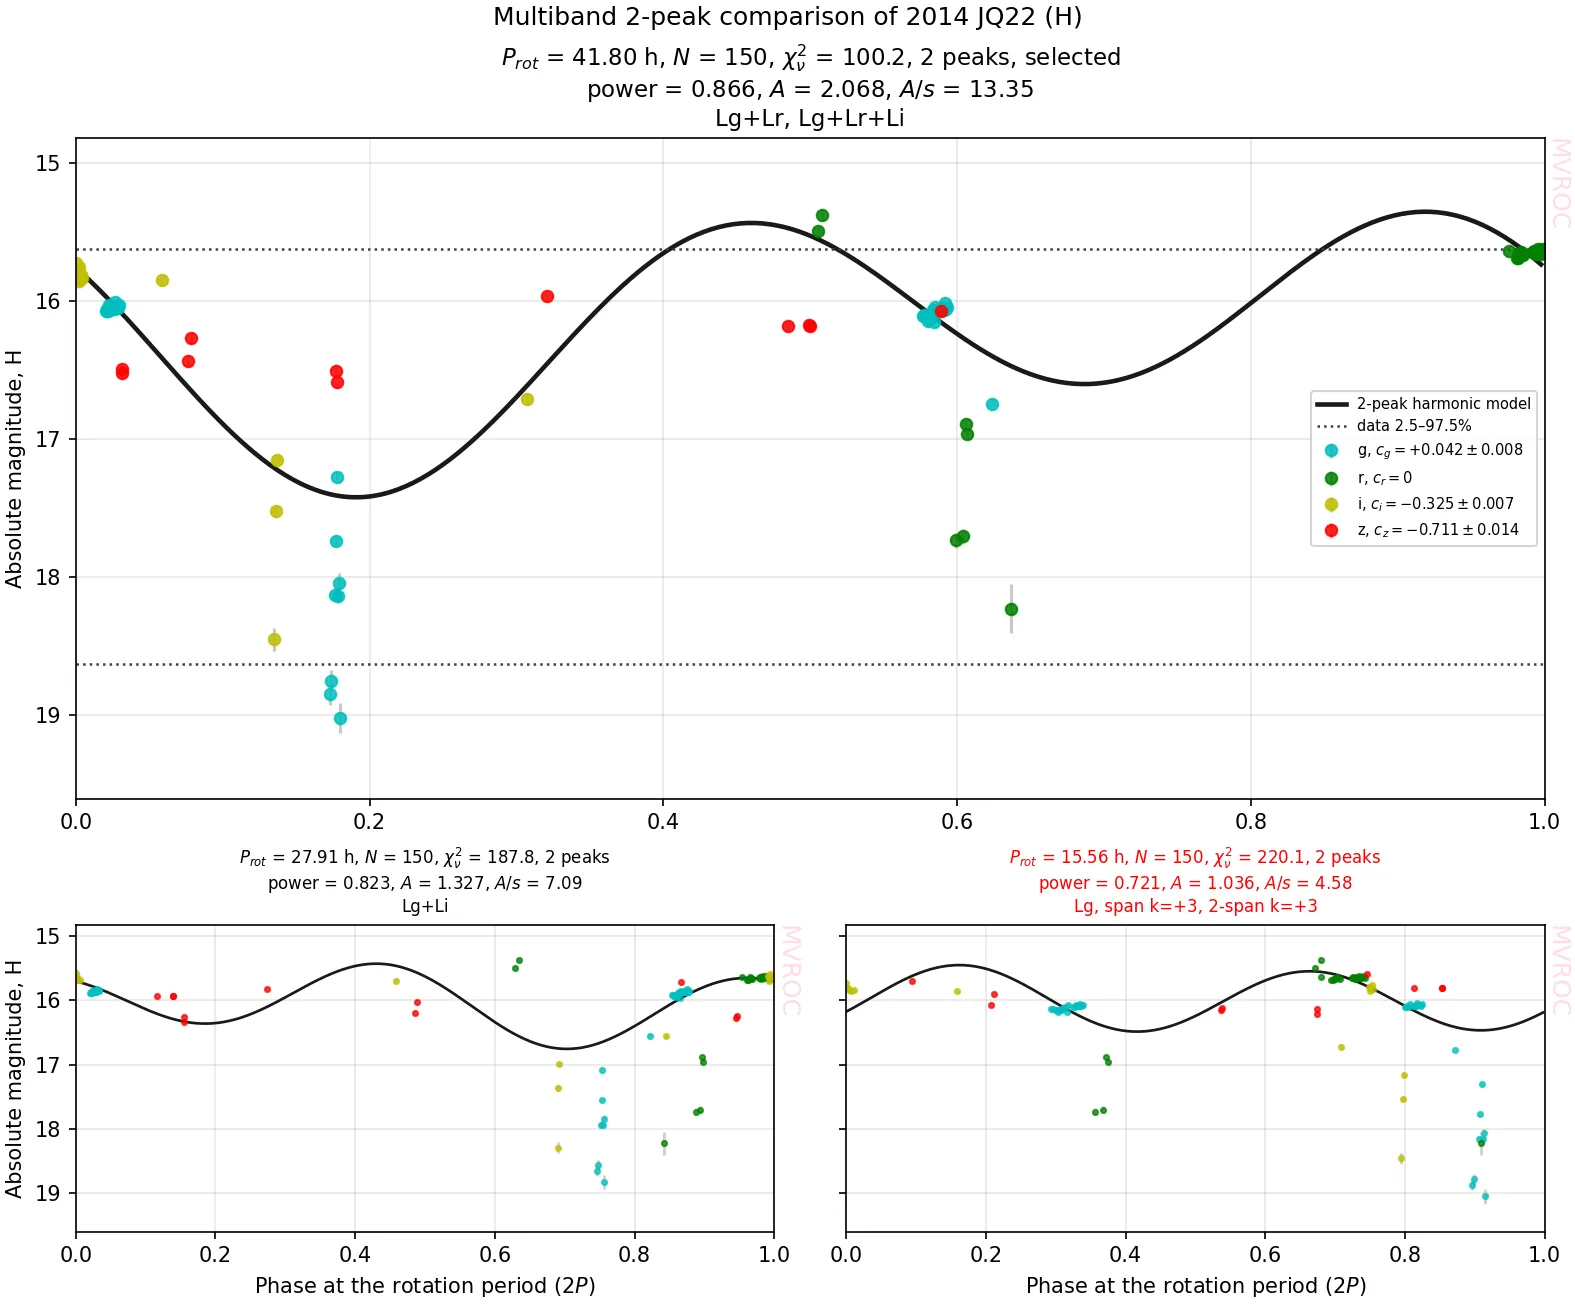 Multiband 2-peak comparison of 2014 JQ22 (H)
P_rot = 41.80 h, N = 150, χ²_ν = 100.2, 2 peaks, selected
power = 0.866, A = 2.068, A/s = 13.35
Lg+Lr, Lg+Lr+Li
MVROC
Absolute magnitude, H
15
16
17
18
19
2-peak harmonic model
data 2.5–97.5%
g, c_g = +0.042 ± 0.008
r, c_r = 0
i, c_i = −0.325 ± 0.007
z, c_z = −0.711 ± 0.014
0.0 0.2 0.4 0.6 0.8 1.0
P_rot = 27.91 h, N = 150, χ²_ν = 187.8, 2 peaks
power = 0.823, A = 1.327, A/s = 7.09
Lg+Li
MVROC
Absolute magnitude, H
15
16
17
18
19
0.0 0.2 0.4 0.6 0.8 1.0
Phase at the rotation period (2P)
P_rot = 15.56 h, N = 150, χ²_ν = 220.1, 2 peaks
power = 0.721, A = 1.036, A/s = 4.58
Lg, span k=+3, 2-span k=+3
MVROC
0.0 0.2 0.4 0.6 0.8 1.0
Phase at the rotation period (2P)